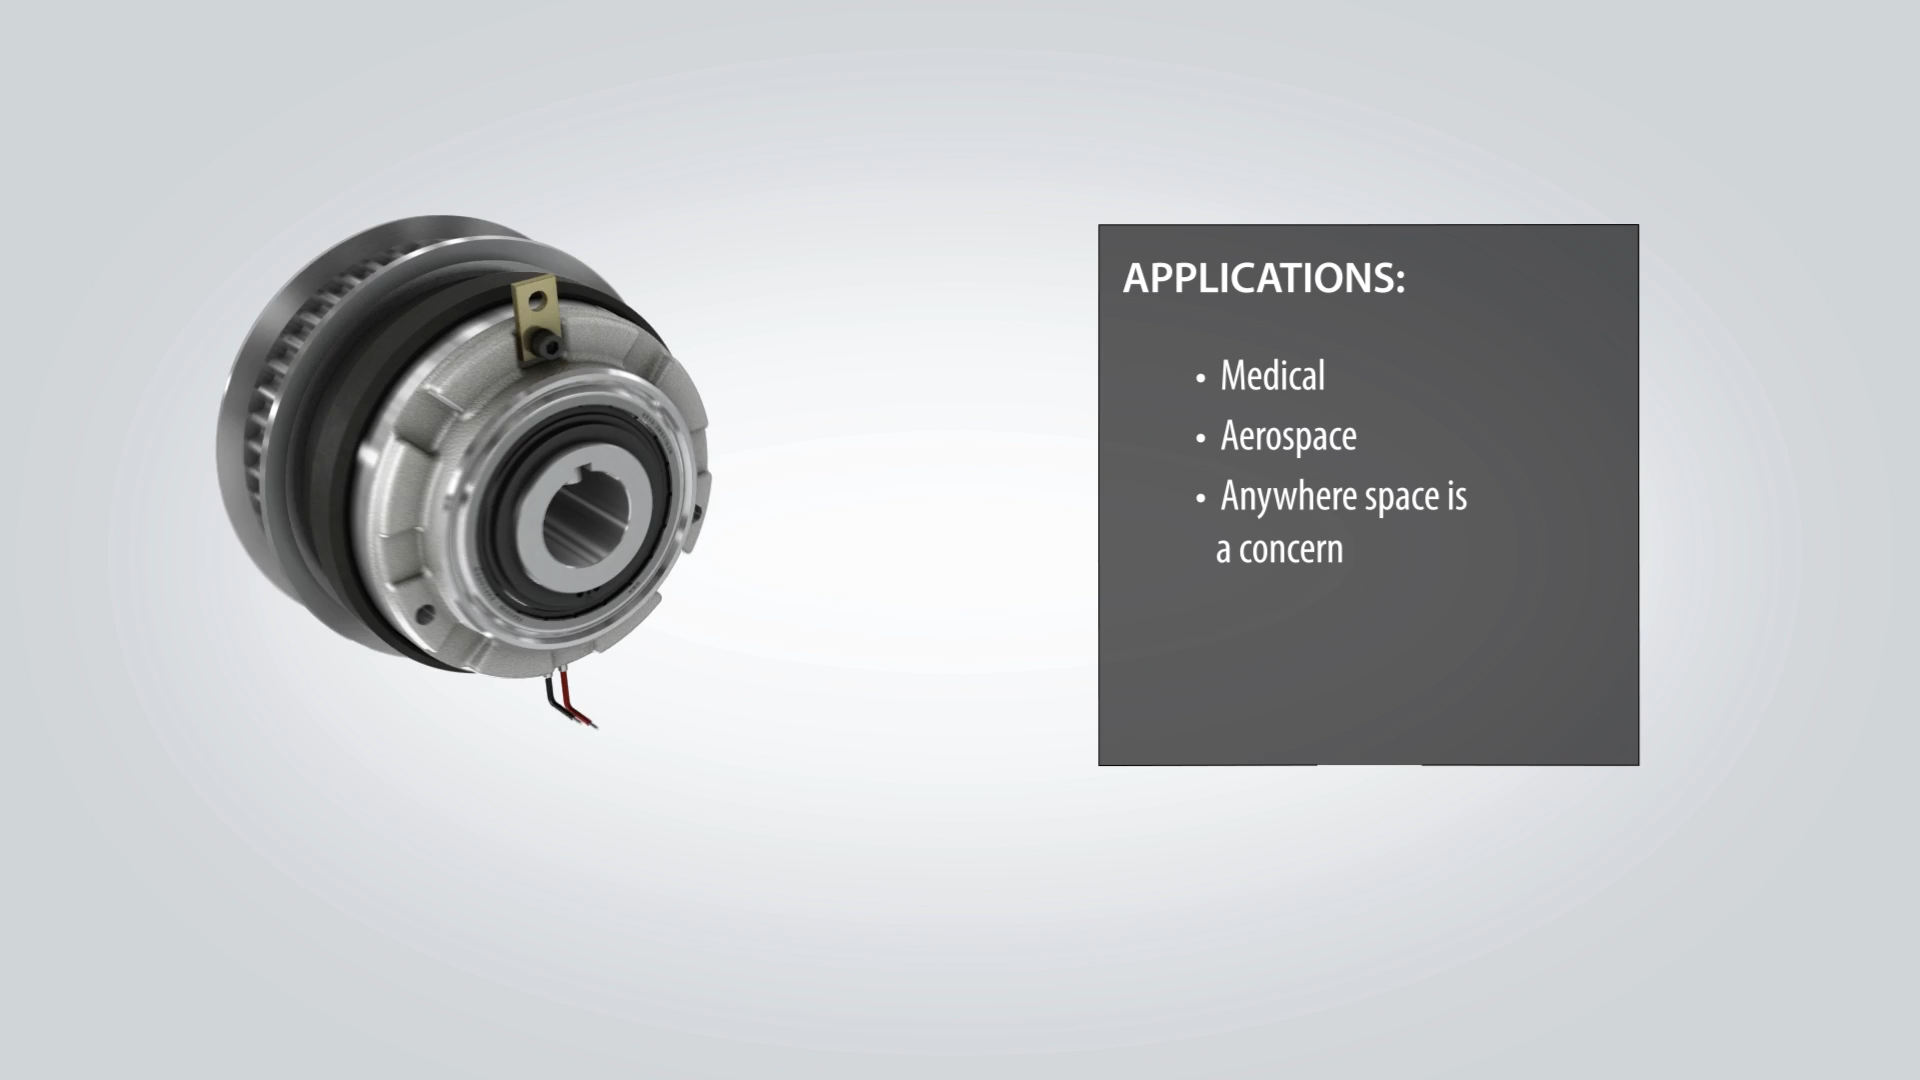 APPLICATIONS:
• Medical
• Aerospace
• Anywhere space is
a concern